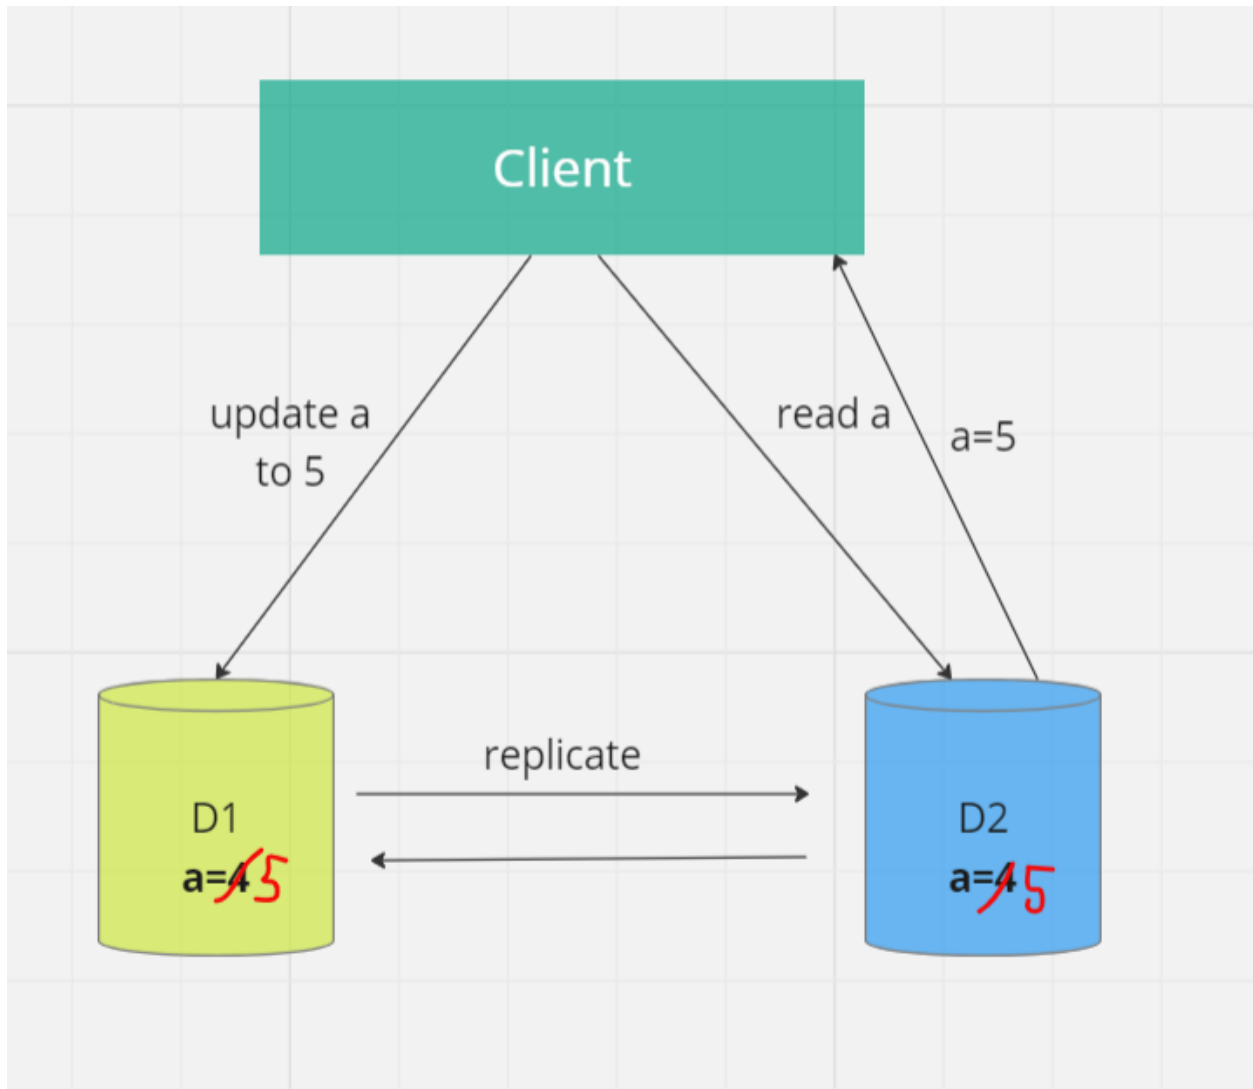 Client
update a
to 5
read a
a=5
replicate
D1
a=4 5
D2
a=4 5